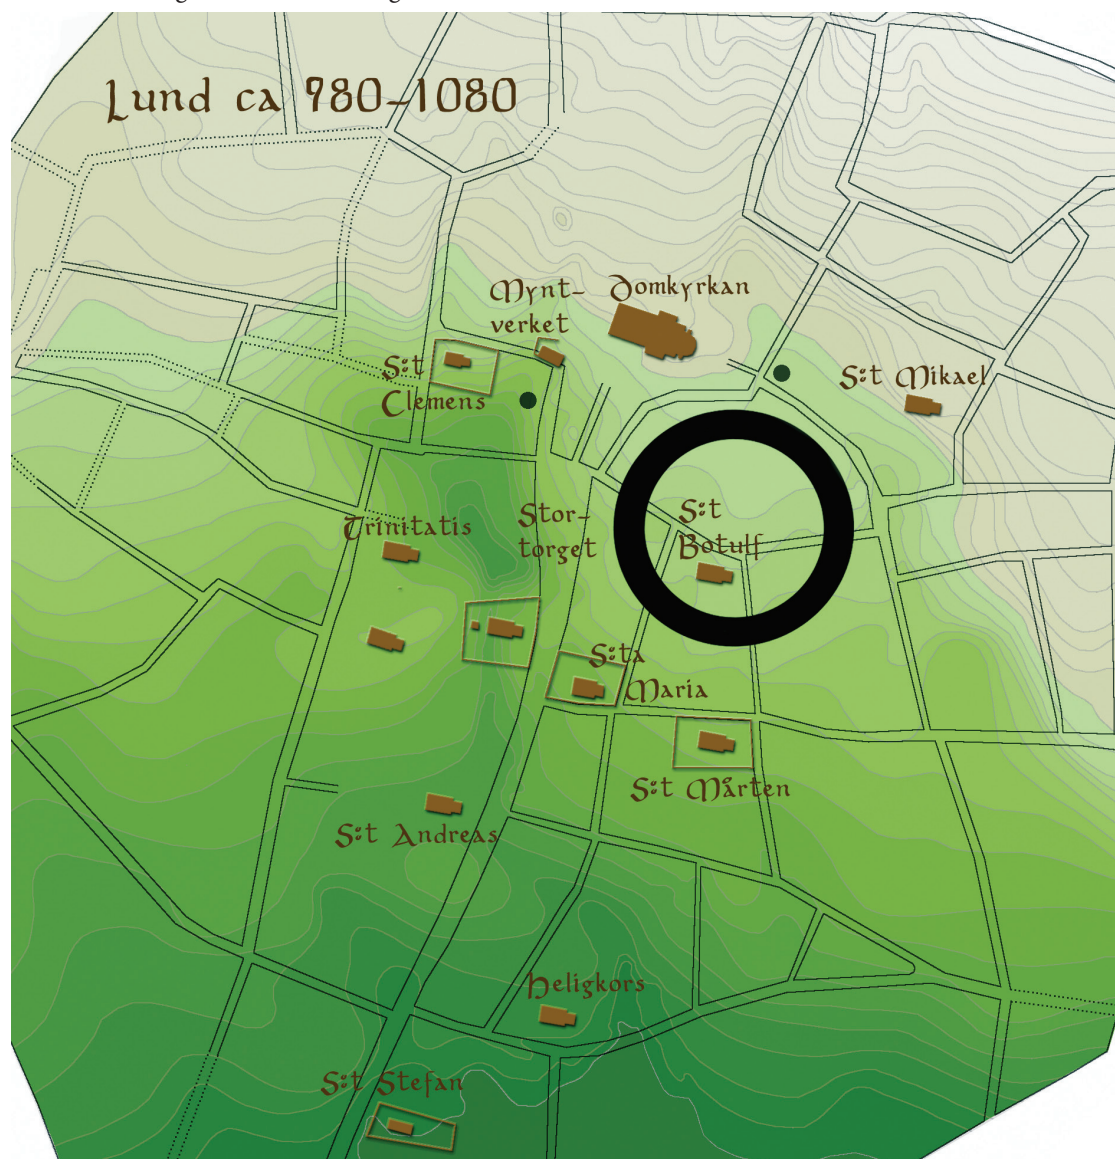 Lund ca 980-1080
Mynt-
verket
Domkyrkan
S:t
Clemens
S:t Mikael
Trinitatis
Stor-
torget
S:t
Botulf
S:ta
Maria
S:t Mårten
S:t Andreas
Heligkors
S:t Stefan